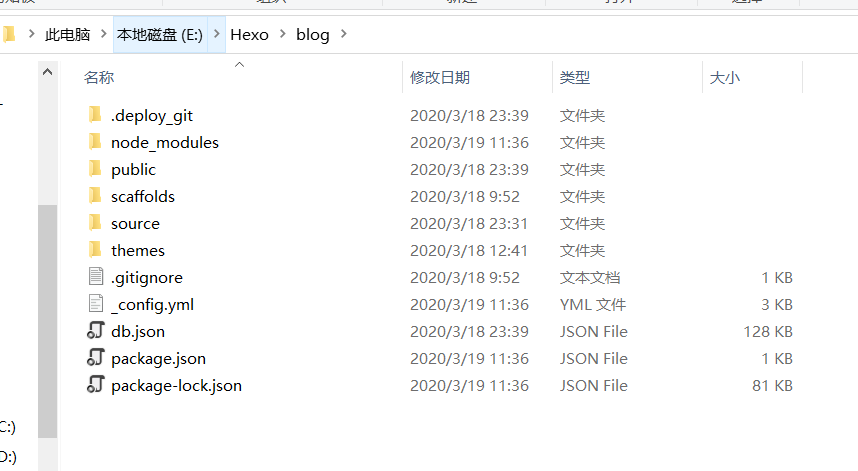 此电脑 本地磁盘 (E:) Hexo blog
名称 修改日期 类型 大小
.deploy_git 2020/3/18 23:39 文件夹
node_modules 2020/3/19 11:36 文件夹
public 2020/3/18 23:39 文件夹
scaffolds 2020/3/18 9:52 文件夹
source 2020/3/18 23:31 文件夹
themes 2020/3/18 12:41 文件夹
.gitignore 2020/3/18 9:52 文本文档 1 KB
_config.yml 2020/3/19 11:36 YML 文件 3 KB
db.json 2020/3/18 23:39 JSON File 128 KB
package.json 2020/3/19 11:36 JSON File 1 KB
package-lock.json 2020/3/19 11:36 JSON File 81 KB
C:)
D:)